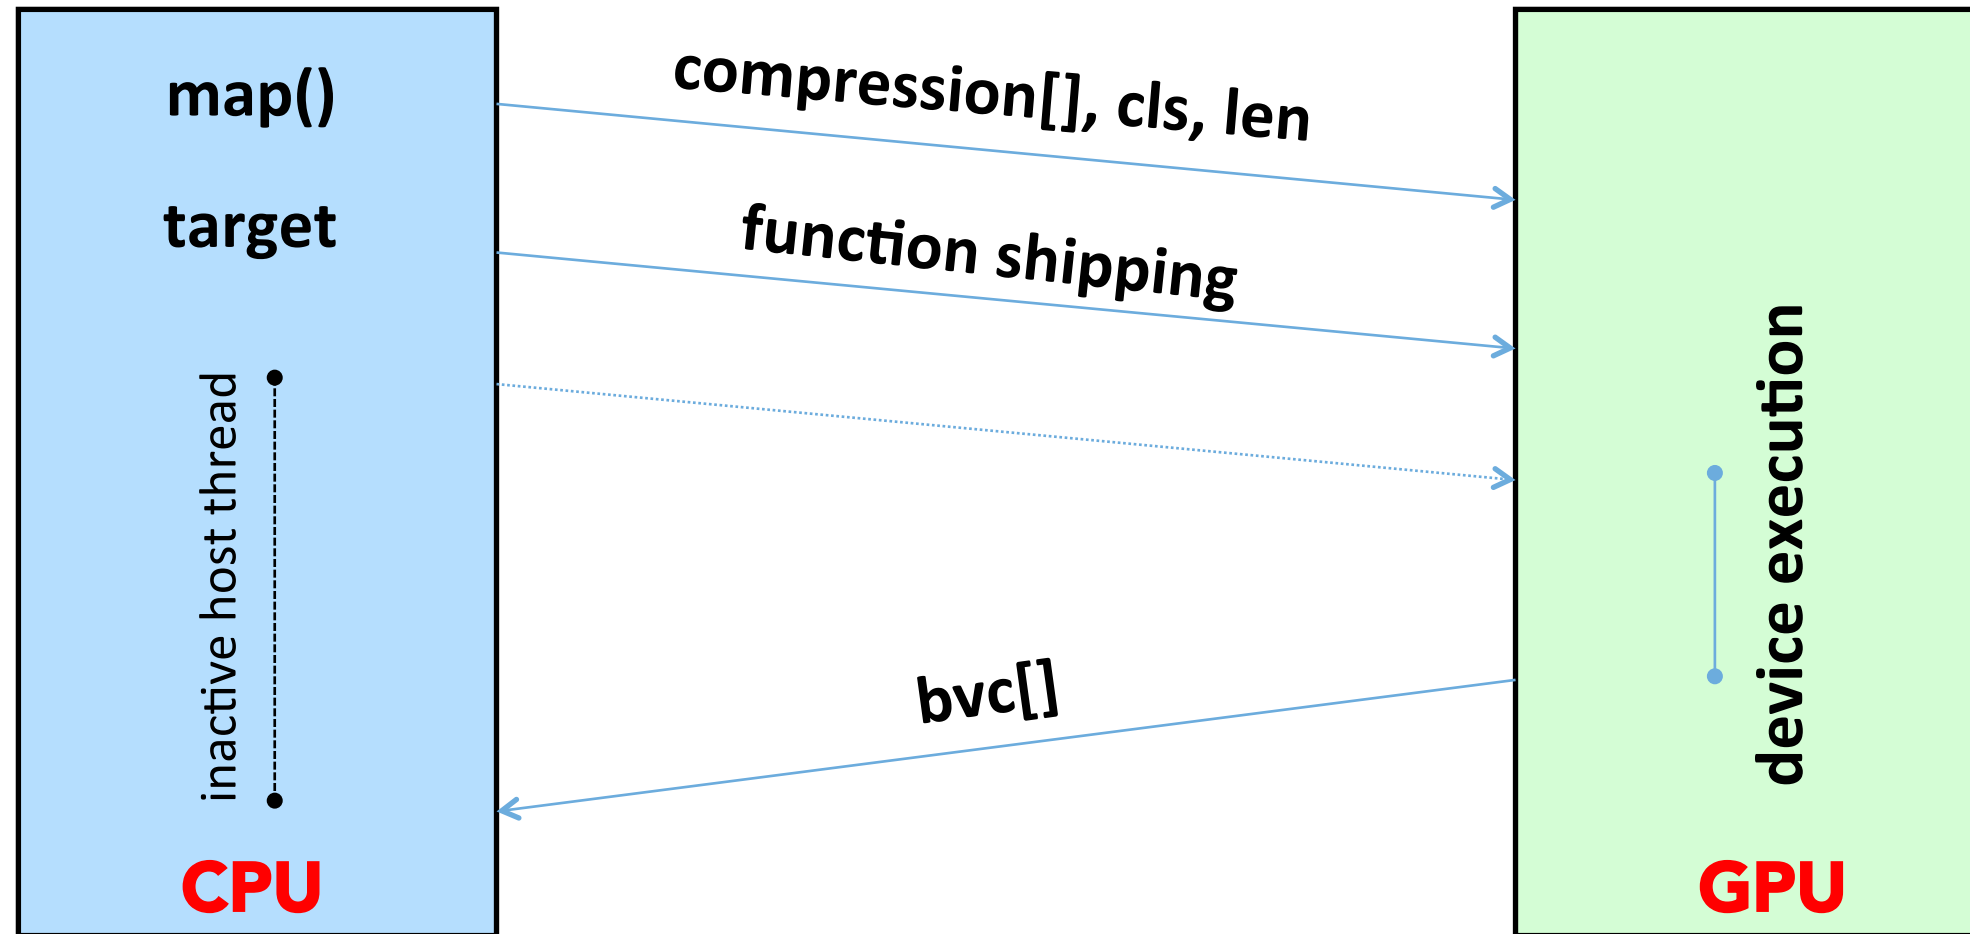 map()
compression[], cls, len
target
function shipping
inactive host thread
device execution
bvc[]
CPU
GPU